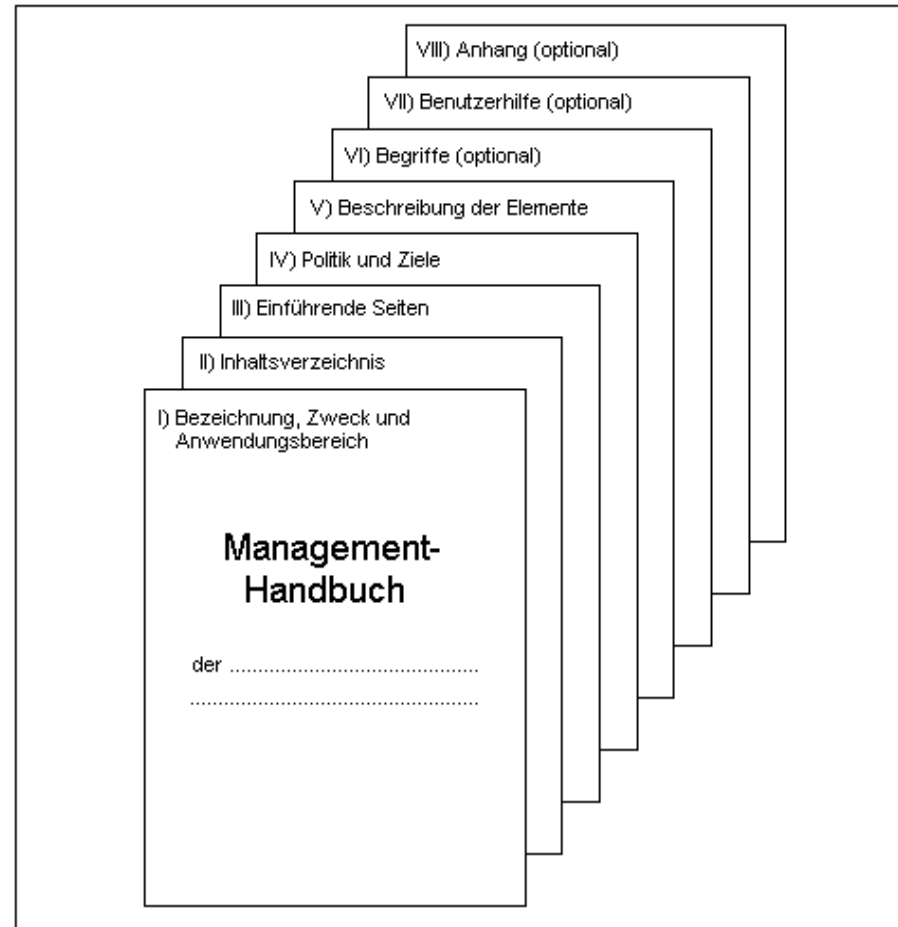 VIII) Anhang (optional)
VII) Benutzerhilfe (optional)
VI) Begriffe (optional)
V) Beschreibung der Elemente
IV) Politik und Ziele
III) Einführende Seiten
II) Inhaltsverzeichnis
I) Bezeichnung, Zweck und
Anwendungsbereich
Management-
Handbuch
der ..............................................
.....................................................